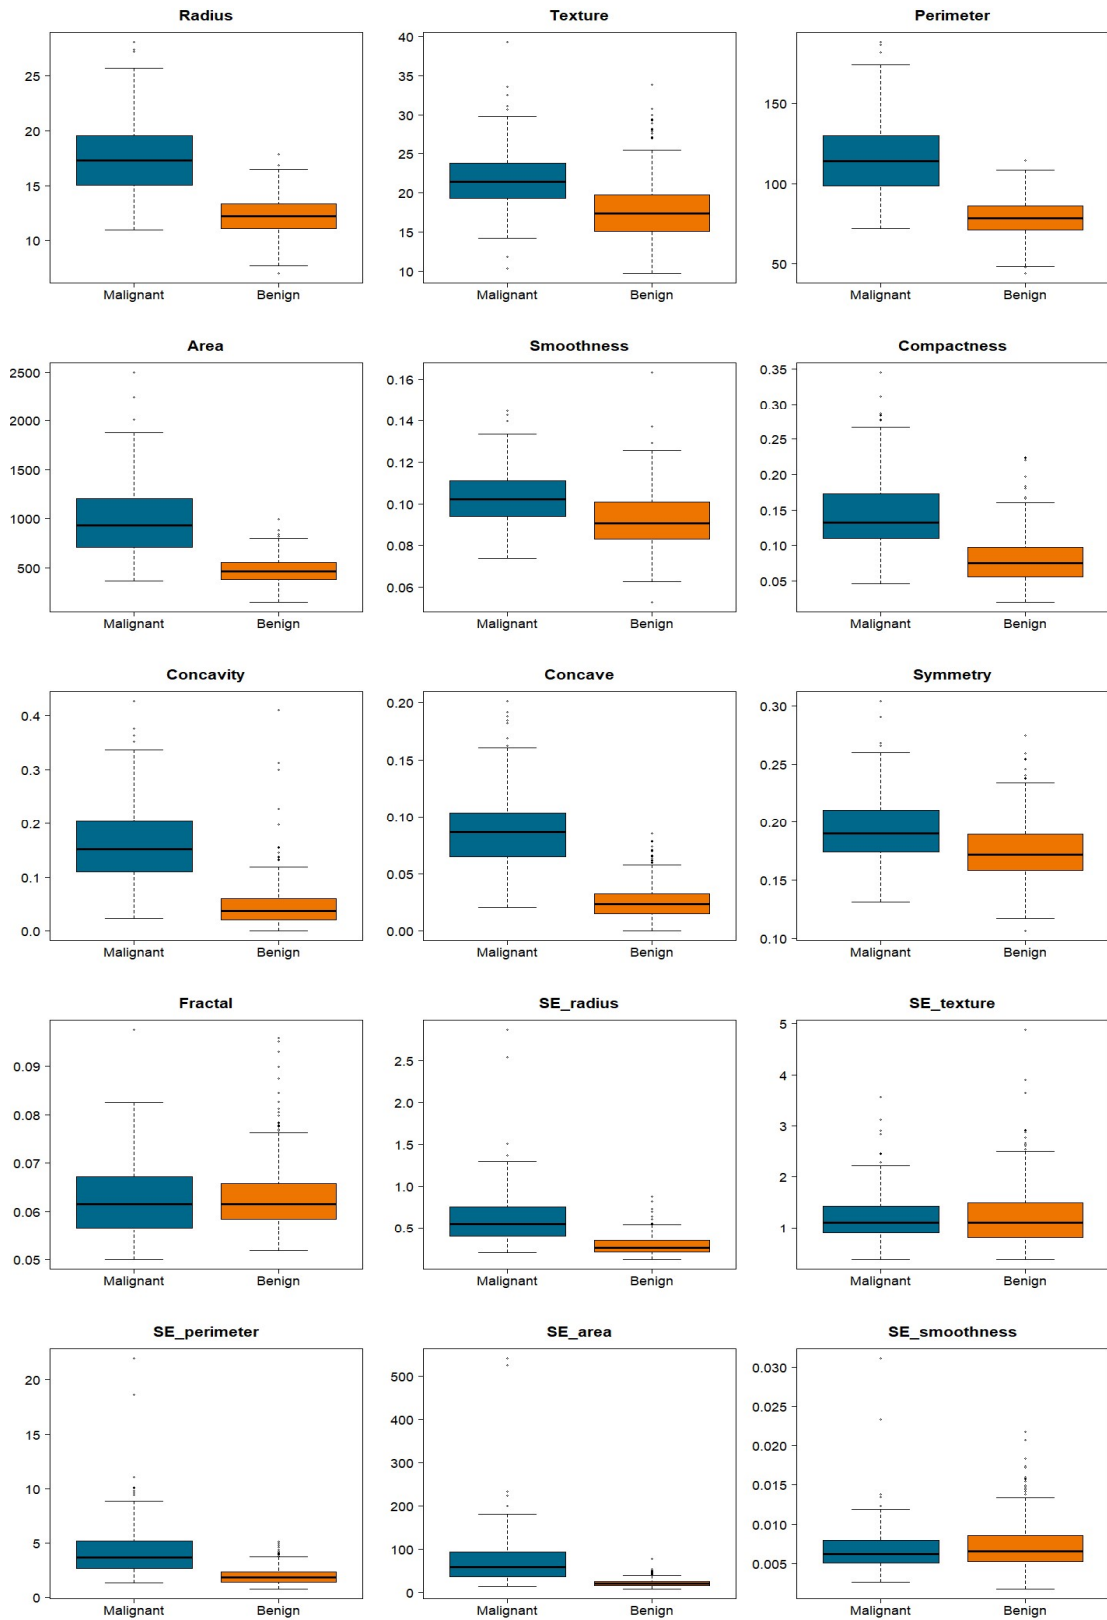 Radius
25
20
15
10
Malignant Benign
Texture
40
35
30
25
20
15
10
Malignant Benign
Perimeter
150
100
50
Malignant Benign
Area
2500
2000
1500
1000
500
Malignant Benign
Smoothness
0.16
0.14
0.12
0.10
0.08
0.06
Malignant Benign
Compactness
0.35
0.30
0.25
0.20
0.15
0.10
0.05
Malignant Benign
Concavity
0.4
0.3
0.2
0.1
0.0
Malignant Benign
Concave
0.20
0.15
0.10
0.05
0.00
Malignant Benign
Symmetry
0.30
0.25
0.20
0.15
0.10
Malignant Benign
Fractal
0.09
0.08
0.07
0.06
0.05
Malignant Benign
SE_radius
2.5
2.0
1.5
1.0
0.5
Malignant Benign
SE_texture
5
4
3
2
1
Malignant Benign
SE_perimeter
20
15
10
5
0
Malignant Benign
SE_area
500
400
300
200
100
0
Malignant Benign
SE_smoothness
0.030
0.025
0.020
0.015
0.010
0.005
Malignant Benign